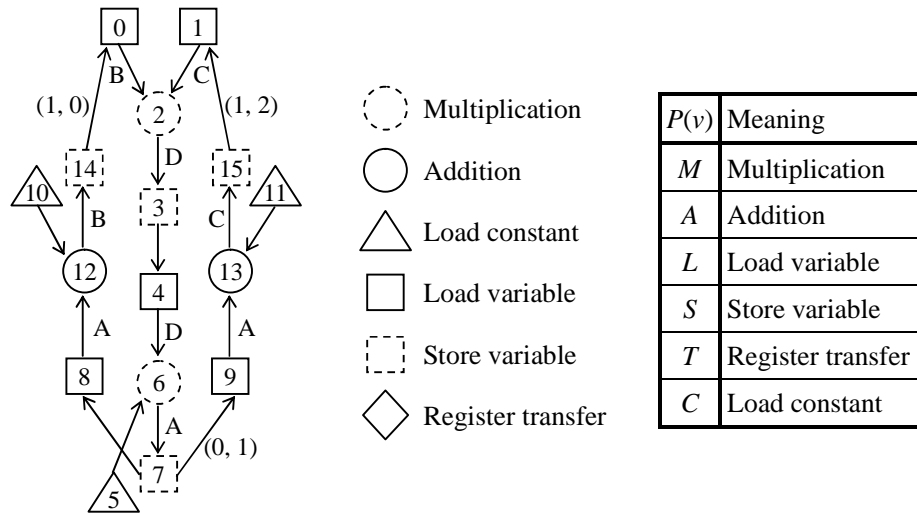 0 1
B C
(1, 0) 2 (1, 2)
D
14 15
10 3 11
B C
12 4 13
A D A
8 6 9
A (0, 1)
7
5
Multiplication
Addition
Load constant
Load variable
Store variable
Register transfer
P(v) Meaning
M Multiplication
A Addition
L Load variable
S Store variable
T Register transfer
C Load constant